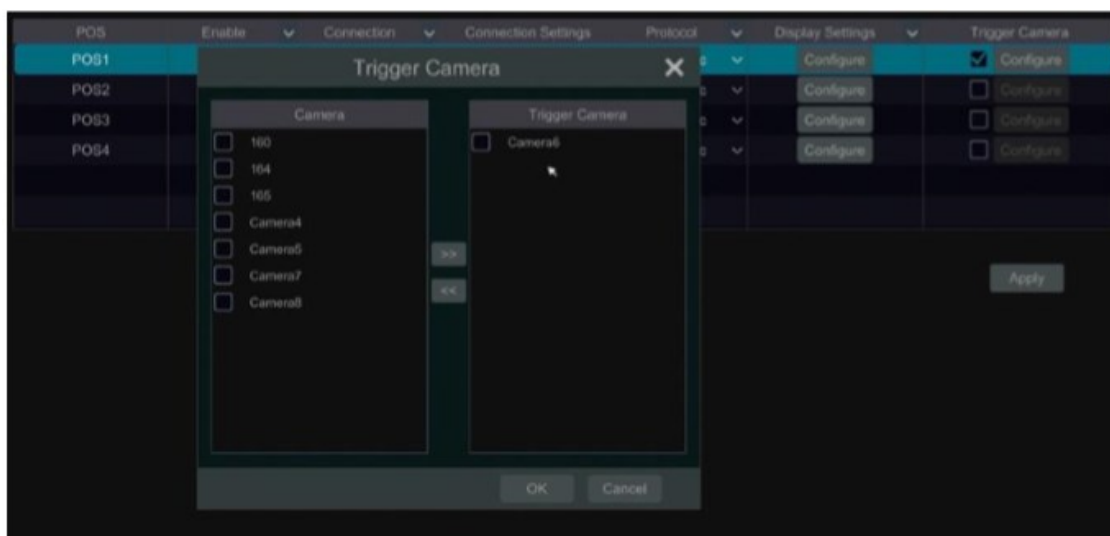 POS Enable Connection Connection Settings Protocol Display Settings Trigger Camera
POS1 Configure Configure
POS2 Configure Configure
POS3 Configure Configure
POS4 Configure Configure
Trigger Camera
Camera Trigger Camera
160 Camera6
164
165
Camera4
Camera5
>>
Camera7
<<
Camera8
Apply
OK Cancel